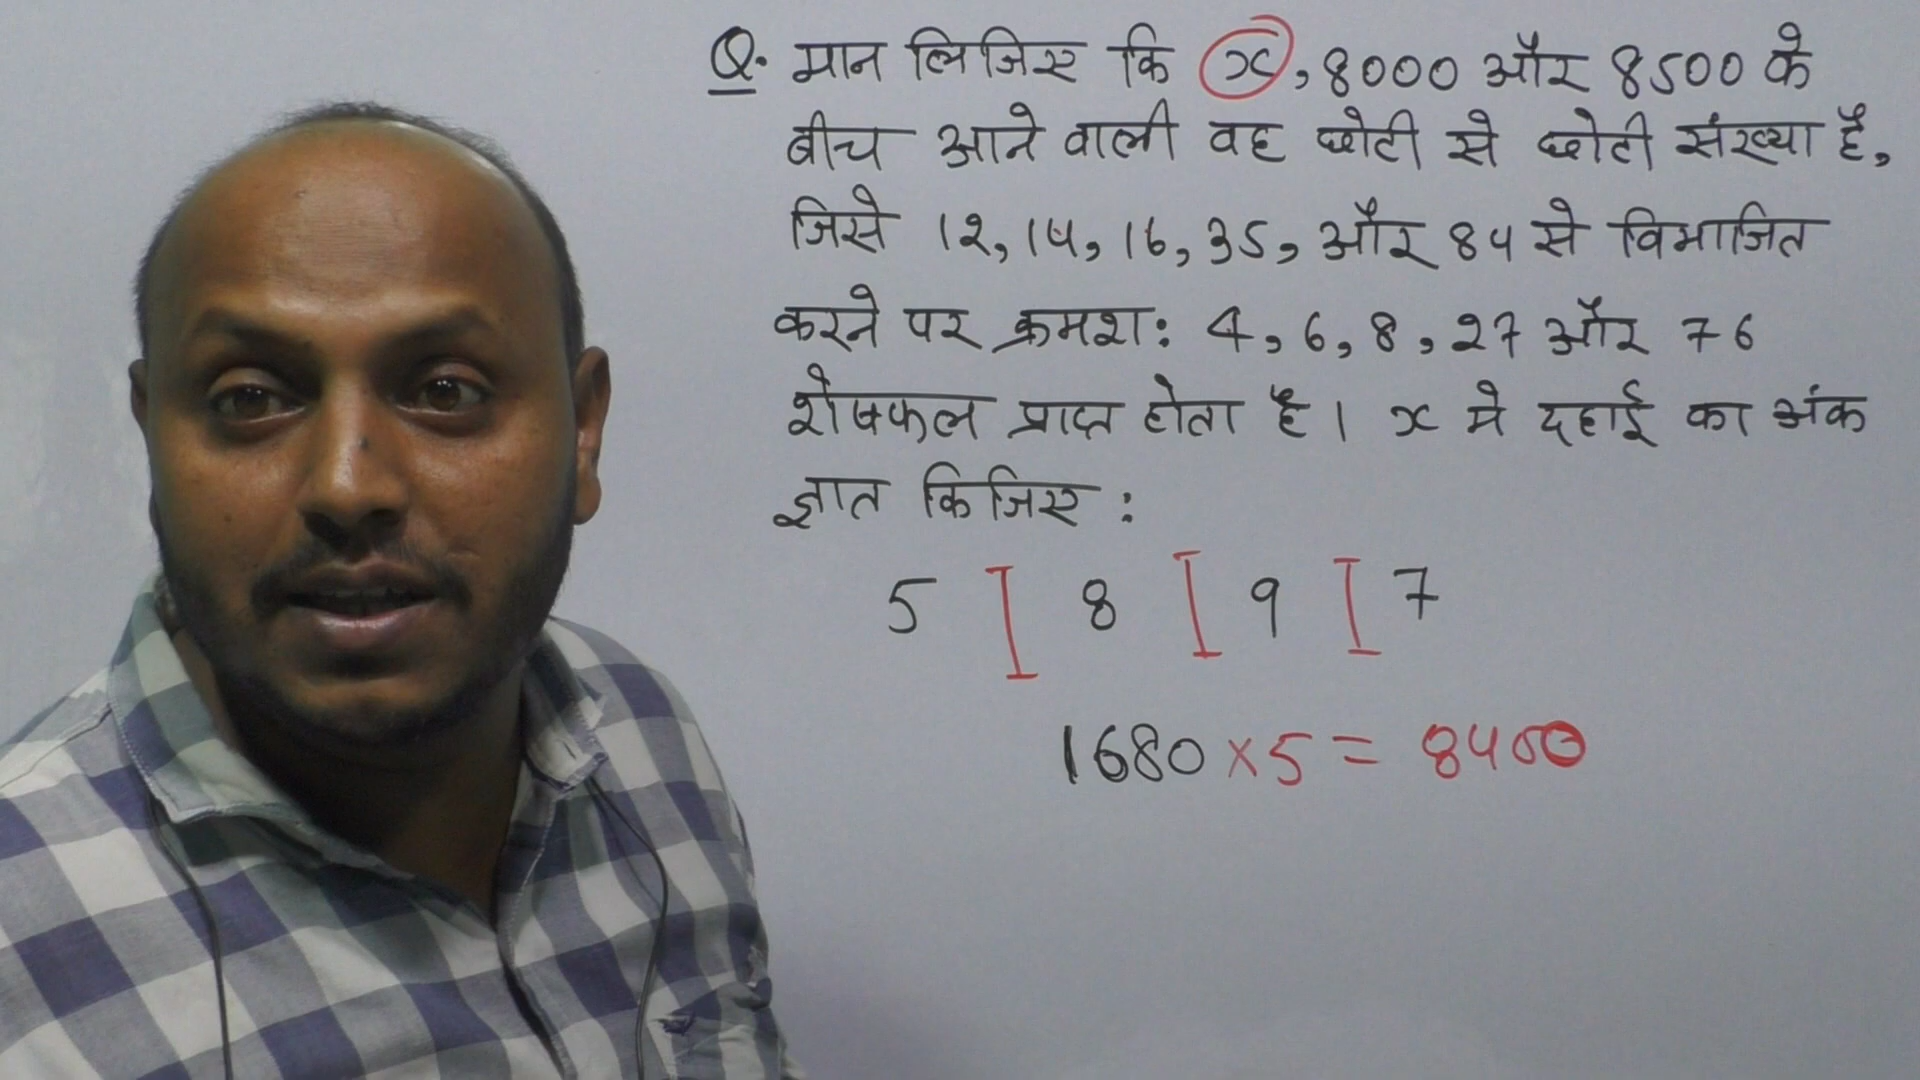 Q. मान लिजिए कि x, 8000 और 8500 के
बीच आने वाली वह छोटी से छोटी संख्या है,
जिसे 12, 14, 16, 35, और 84 से विभाजित
करने पर क्रमश: 4, 6, 8, 27 और 76
शेषफल प्राप्त होता है। x मे दहाई का अंक
ज्ञात किजिए :
5 ] 8 [ 9 [ 7
1680 × 5 = 8400